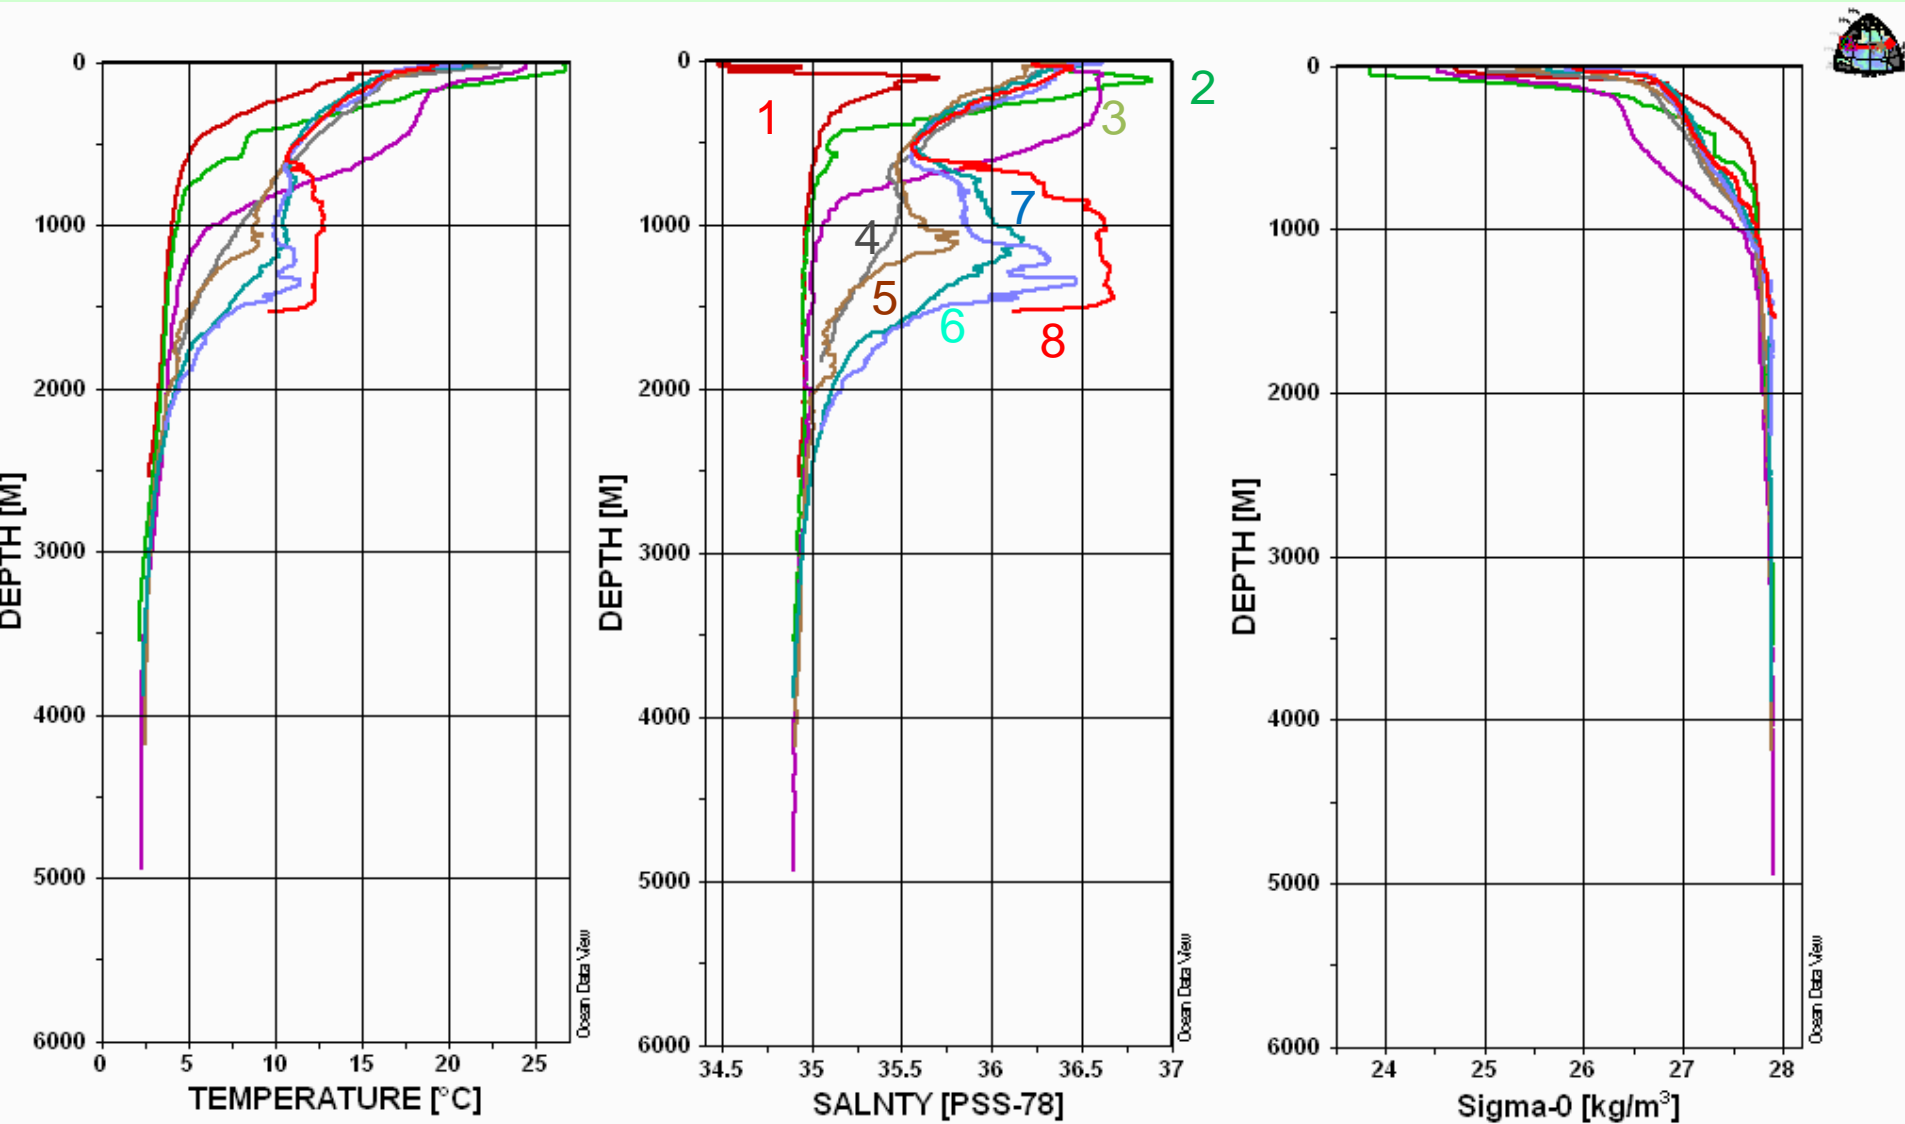 0
1000
2000
3000
4000
5000
6000
DEPTH [M]
0 5 10 15 20 25
TEMPERATURE [°C]
Ocean Data View
0
1000
2000
3000
4000
5000
6000
DEPTH [M]
1
2
3
4
5
6
7
8
34.5 35 35.5 36 36.5 37
SALNTY [PSS-78]
Ocean Data View
0
1000
2000
3000
4000
5000
6000
DEPTH [M]
24 25 26 27 28
Sigma-0 [kg/m³]
Ocean Data View